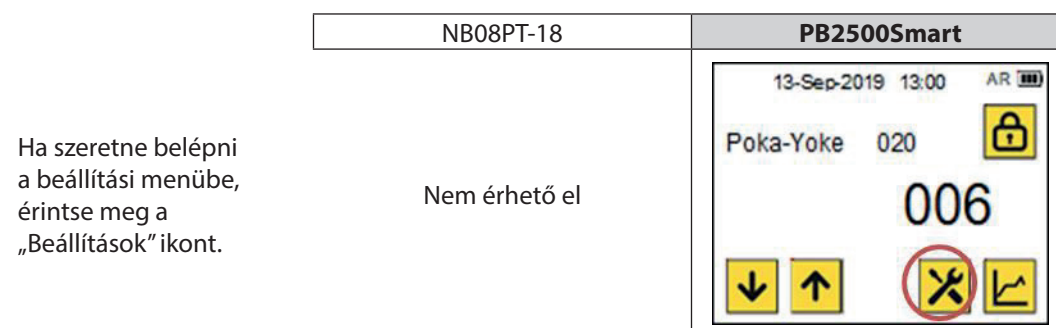 NB08PT-18 PB2500Smart
13-Sep-2019 13:00 AR
Poka-Yoke 020
006
Ha szeretne belépni
a beállítási menübe,
érintse meg a
„Beállítások” ikont.
Nem érhető el